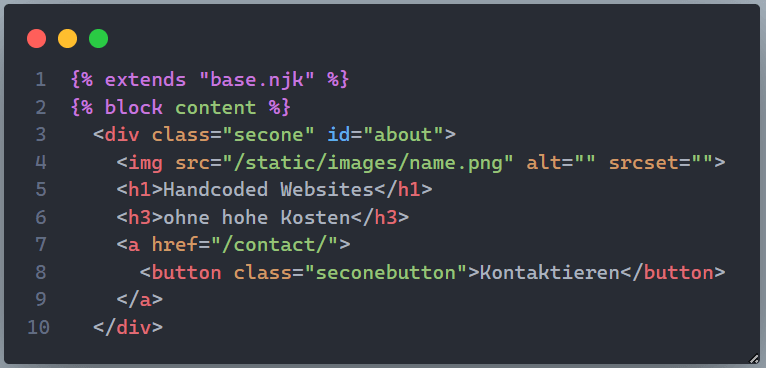 1 {% extends "base.njk" %}
2 {% block content %}
3 <div class="secone" id="about">
4 <img src="/static/images/name.png" alt="" srcset="">
5 <h1>Handcoded Websites</h1>
6 <h3>ohne hohe Kosten</h3>
7 <a href="/contact/">
8 <button class="seconebutton">Kontaktieren</button>
9 </a>
10 </div>